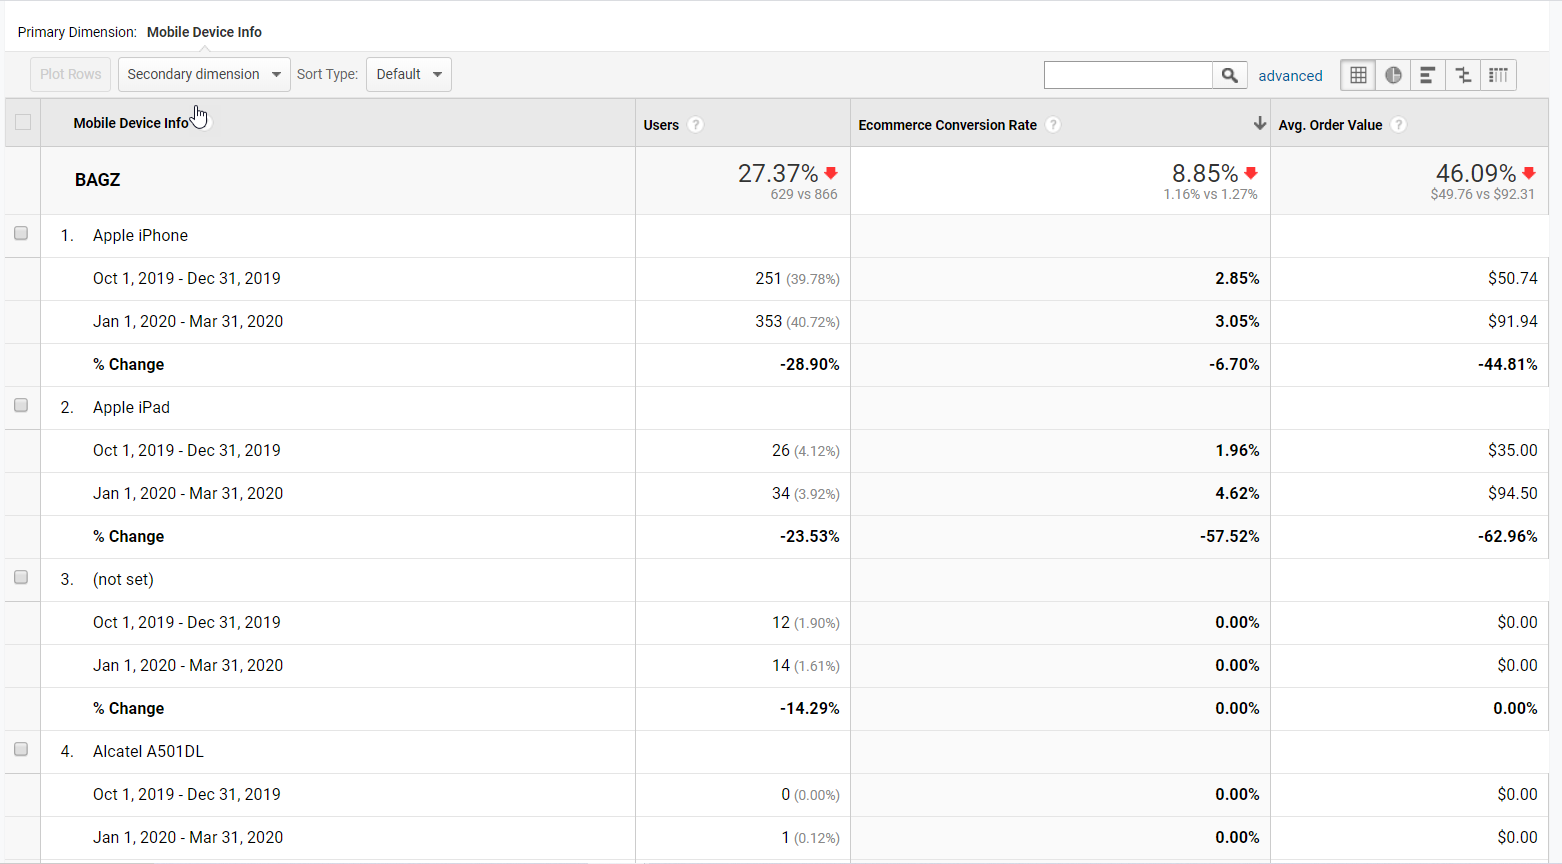 Primary Dimension: Mobile Device Info
Plot Rows Secondary dimension Sort Type: Default advanced
Mobile Device Info Users ? Ecommerce Conversion Rate ? Avg. Order Value ?
BAGZ 27.37% 8.85% 46.09%
629 vs 866 1.16% vs 1.27% $49.76 vs $92.31
1. Apple iPhone
Oct 1, 2019 - Dec 31, 2019 251 (39.78%) 2.85% $50.74
Jan 1, 2020 - Mar 31, 2020 353 (40.72%) 3.05% $91.94
% Change -28.90% -6.70% -44.81%
2. Apple iPad
Oct 1, 2019 - Dec 31, 2019 26 (4.12%) 1.96% $35.00
Jan 1, 2020 - Mar 31, 2020 34 (3.92%) 4.62% $94.50
% Change -23.53% -57.52% -62.96%
3. (not set)
Oct 1, 2019 - Dec 31, 2019 12 (1.90%) 0.00% $0.00
Jan 1, 2020 - Mar 31, 2020 14 (1.61%) 0.00% $0.00
% Change -14.29% 0.00% 0.00%
4. Alcatel A501DL
Oct 1, 2019 - Dec 31, 2019 0 (0.00%) 0.00% $0.00
Jan 1, 2020 - Mar 31, 2020 1 (0.12%) 0.00% $0.00